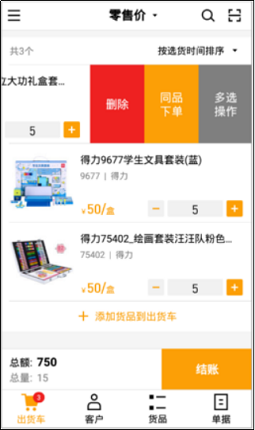 零售价
共3个
按选货时间排序
立大功礼盒套...
5
+
删除
同品
下单
多选
操作
得力9677学生文具套装(蓝)
9677 | 得力
¥50/盒
− 5 +
得力75402_绘画套装汪汪队粉色...
75402 | 得力
¥50/盒
− 5 +
+ 添加货品到出货车
总额: 750
总量: 15
结账
3
出货车
客户
货品
单据